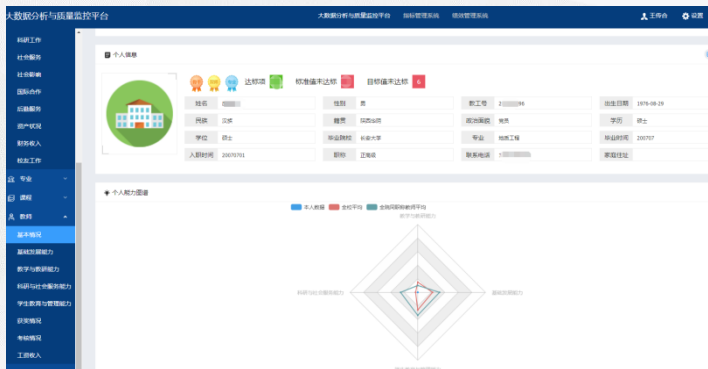 大数据分析与质量监控平台
大数据分析与质量监控平台 指标管理系统 绩效管理系统
设置
科研工作
社会服务
社会影响
国际合作
后勤服务
资产状况
财务收入
校友工作
专业
课程
教师
基本情况
基础发展能力
教学与教研能力
科研与社会服务能力
学生教育与管理能力
获奖情况
考核情况
工资收入
个人信息
达标项 标准值未达标 目标值未达标 6
姓名 性别 男 教工号 2 96 出生日期 1976-08-29
民族 汉族 籍贯 政治面貌 党员 学历 硕士
学位 硕士 毕业院校 长安大学 专业 地质工程 毕业时间 200707
入职时间 20070701 职称 正高级 联系电话 家庭住址
个人能力图谱
本人数据 全校平均 全院同职称教师平均
教学与教研能力
科研与社会服务能力
基础发展能力